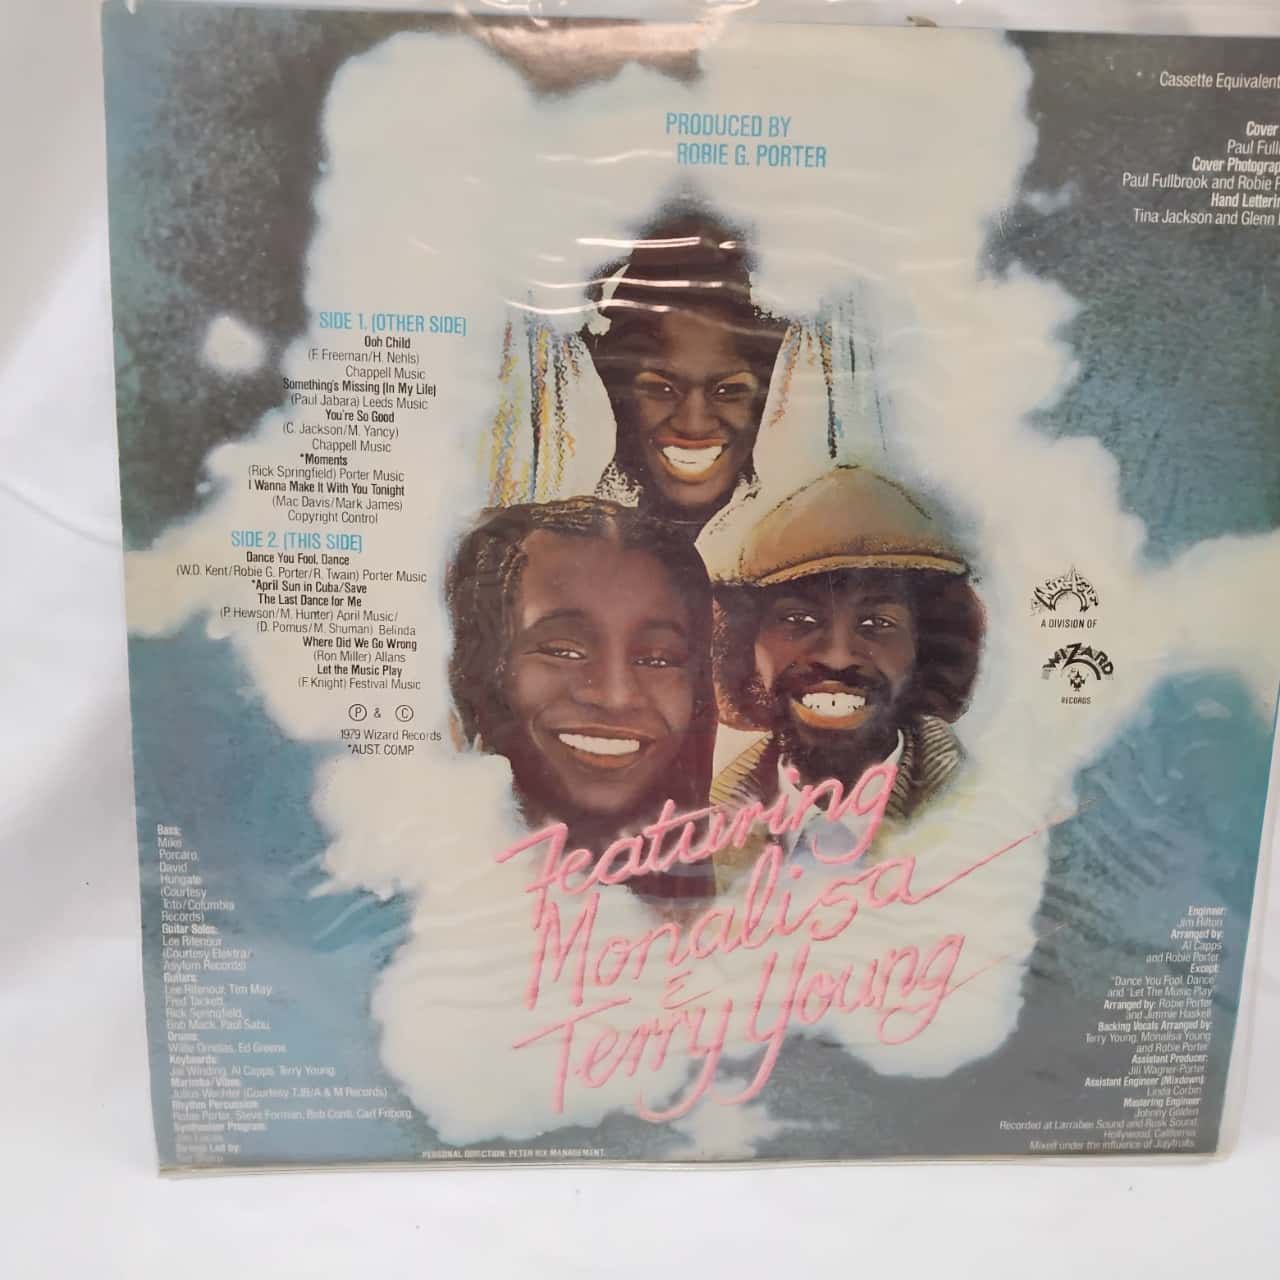 PRODUCED BY
ROBIE G. PORTER
Cassette Equivalent
Cover
Paul Full
Cover Photograp
Paul Fullbrook and Robie P
Hand Letterin
Tina Jackson and Glenn
SIDE 1. (OTHER SIDE)
Ooh Child
(F. Freeman/H. Nehls)
Chappell Music
Something's Missing (In My Life)
(Paul Jabara) Leeds Music
You're So Good
(C. Jackson/M. Yancy)
Chappell Music
*Moments
(Rick Springfield) Porter Music
I Wanna Make It With You Tonight
(Mac Davis/Mark James)
Copyright Control
SIDE 2. (THIS SIDE)
Dance You Fool, Dance
(W.D. Kent/Robie G. Porter/R. Twain) Porter Music
*April Sun in Cuba/Save
The Last Dance for Me
(P. Hewson/M. Hunter) April Music/
(D. Pomus/M. Shuman) Belinda
Where Did We Go Wrong
(Ron Miller) Allans
Let the Music Play
(F. Knight) Festival Music
Ⓟ & Ⓒ
1979 Wizard Records
*AUST. COMP.
A DIVISION OF
WIZARD
RECORDS
Featuring
Monalisa
&
Terry Young
Bass:
Mike
Porcaro,
David
Hungate
(Courtesy
Toto/Columbia
Records)
Guitar Solos:
Lee Ritenour
(Courtesy Elektra/
Asylum Records)
Guitars:
Lee Ritenour, Tim May,
Fred Tackett,
Rick Springfield,
Bob Mack, Paul Sabu,
Drums:
Willie Ornelas, Ed Greene
Keyboards:
Jai Winding, Al Capps, Terry Young
Marimba/Vibes:
Julius Wechter (Courtesy TJB/A & M Records)
Rhythm Percussion:
Robie Porter, Steve Forman, Bob Conti, Carl Friborg,
Synthesiser Program:
Strings Led by:
PERSONAL DIRECTION: PETER RIX MANAGEMENT.
Engineer:
Jim Hilton
Arranged by:
Al Capps
and Robie Porter
Except:
"Dance You Fool, Dance"
and "Let The Music Play"
Arranged by: Robie Porter
and Jimmie Haskell
Backing Vocals Arranged by:
Terry Young, Monalisa Young
and Robie Porter
Assistant Producer:
Jill Wagner-Porter
Assistant Engineer (Mixdown):
Linda Corbin
Mastering Engineer:
Johnny Golden
Recorded at Larrabee Sound and Rusk Sound,
Hollywood, California.
Mixed under the influence of Juyfruits.